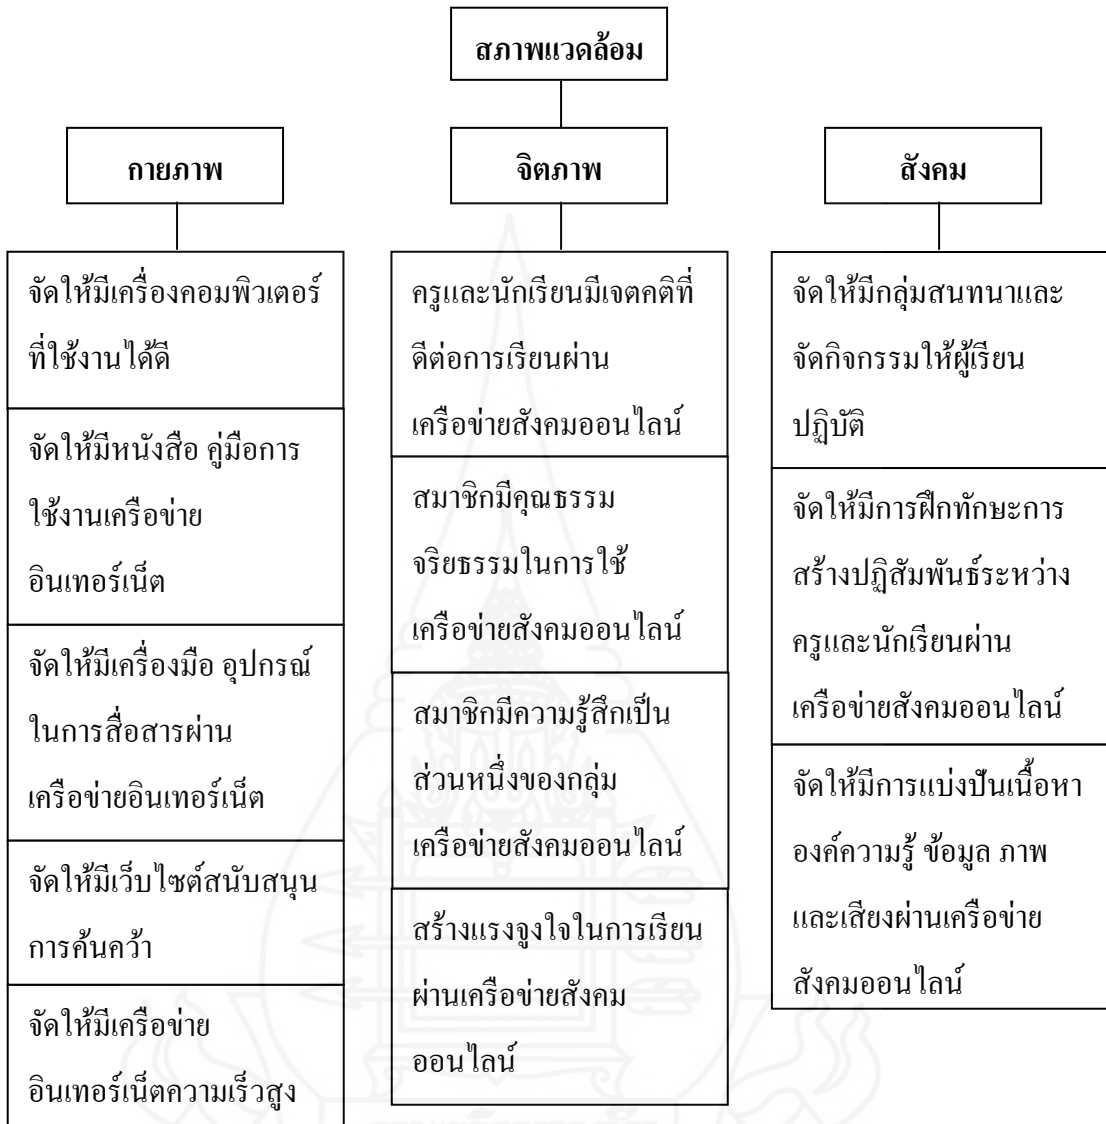 สภาพแวดล้อม
กายภาพ
จิตภาพ
สังคม
จัดให้มีเครื่องคอมพิวเตอร์
ที่ใช้งานได้ดี
จัดให้มีหนังสือ คู่มือการ
ใช้งานเครือข่าย
อินเทอร์เน็ต
จัดให้มีเครื่องมือ อุปกรณ์
ในการสื่อสารผ่าน
เครือข่ายอินเทอร์เน็ต
จัดให้มีเว็บไซต์สนับสนุน
การค้นคว้า
จัดให้มีเครือข่าย
อินเทอร์เน็ตความเร็วสูง
ครูและนักเรียนมีเจตคติที่
ดีต่อการเรียนผ่าน
เครือข่ายสังคมออนไลน์
สมาชิกมีคุณธรรม
จริยธรรมในการใช้
เครือข่ายสังคมออนไลน์
สมาชิกมีความรู้สึกเป็น
ส่วนหนึ่งของกลุ่ม
เครือข่ายสังคมออนไลน์
สร้างแรงจูงใจในการเรียน
ผ่านเครือข่ายสังคม
ออนไลน์
จัดให้มีกลุ่มสนทนาและ
จัดกิจกรรมให้ผู้เรียน
ปฏิบัติ
จัดให้มีการฝึกทักษะการ
สร้างปฏิสัมพันธ์ระหว่าง
ครูและนักเรียนผ่าน
เครือข่ายสังคมออนไลน์
จัดให้มีการแบ่งปันเนื้อหา
องค์ความรู้ ข้อมูล ภาพ
และเสียงผ่านเครือข่าย
สังคมออนไลน์